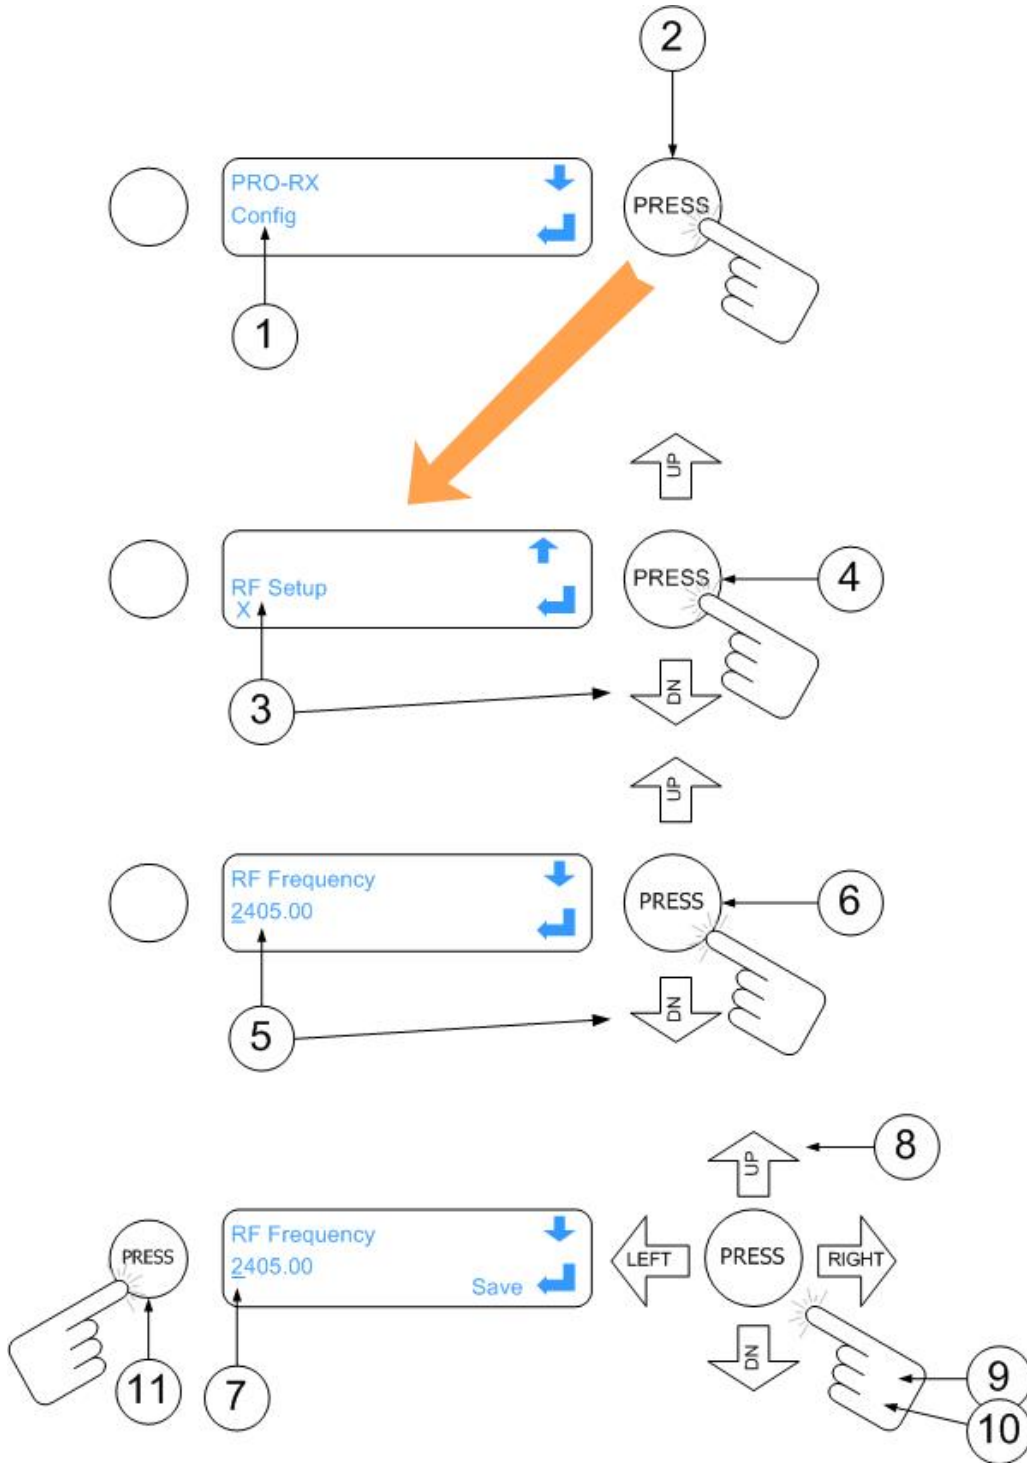 2
PRO-RX
Config
PRESS
1
UP
RF Setup
X
PRESS
4
3
DN
UP
RF Frequency
2405.00
PRESS
6
5
DN
8
UP
PRESS
RF Frequency
2405.00
Save
LEFT
PRESS
RIGHT
DN
11
7
9
10